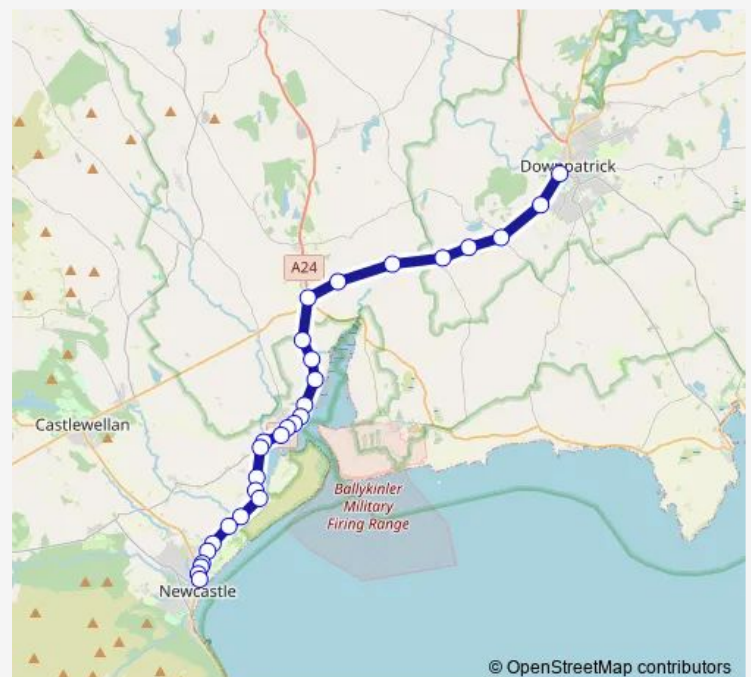 Downpatrick
A24
Castlewellan
Ballykinler
Military
Firing Range
Newcastle
© OpenStreetMap contributors